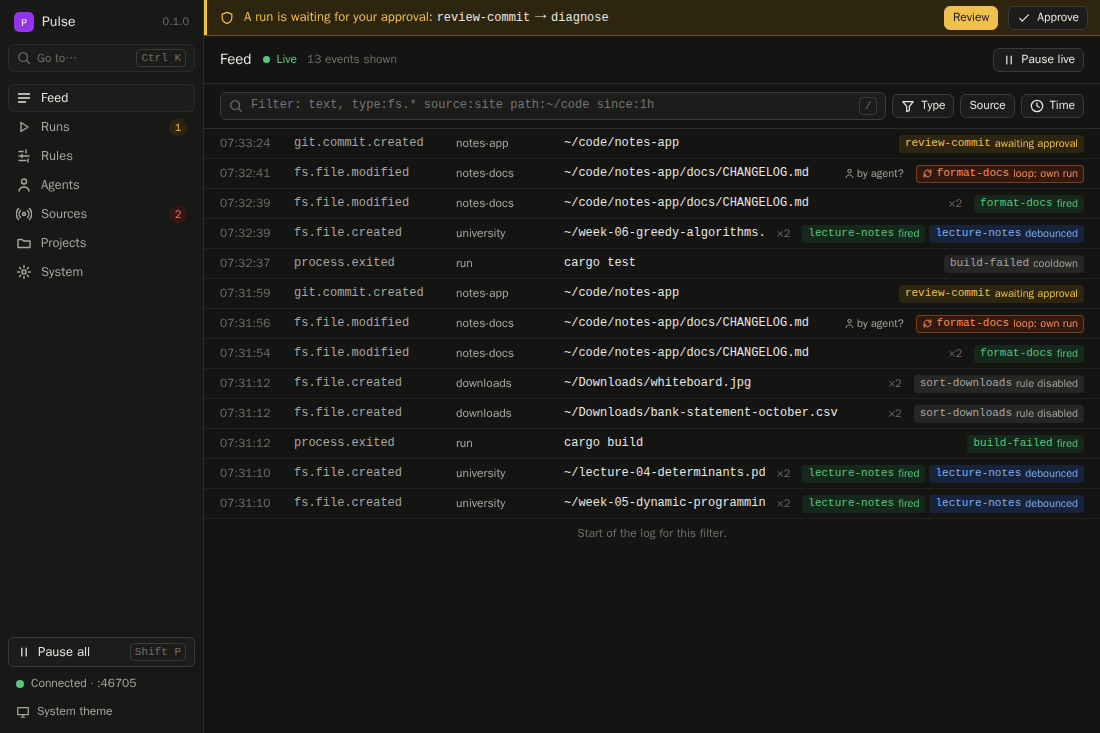 P Pulse 0.1.0
Go to… Ctrl K
Feed
Runs 1
Rules
Agents
Sources 2
Projects
System
Pause all Shift P
Connected · :46705
System theme
A run is waiting for your approval: review-commit → diagnose Review Approve
Feed Live 13 events shown Pause live
Filter: text, type:fs.* source:site path:~/code since:1h / Type Source Time
07:33:24 git.commit.created notes-app ~/code/notes-app review-commit awaiting approval
07:32:41 fs.file.modified notes-docs ~/code/notes-app/docs/CHANGELOG.md by agent? format-docs loop: own run
07:32:39 fs.file.modified notes-docs ~/code/notes-app/docs/CHANGELOG.md ×2 format-docs fired
07:32:39 fs.file.created university ~/week-06-greedy-algorithms. ×2 lecture-notes fired lecture-notes debounced
07:32:37 process.exited run cargo test build-failed cooldown
07:31:59 git.commit.created notes-app ~/code/notes-app review-commit awaiting approval
07:31:56 fs.file.modified notes-docs ~/code/notes-app/docs/CHANGELOG.md by agent? format-docs loop: own run
07:31:54 fs.file.modified notes-docs ~/code/notes-app/docs/CHANGELOG.md ×2 format-docs fired
07:31:12 fs.file.created downloads ~/Downloads/whiteboard.jpg ×2 sort-downloads rule disabled
07:31:12 fs.file.created downloads ~/Downloads/bank-statement-october.csv ×2 sort-downloads rule disabled
07:31:12 process.exited run cargo build build-failed fired
07:31:10 fs.file.created university ~/lecture-04-determinants.pd ×2 lecture-notes fired lecture-notes debounced
07:31:10 fs.file.created university ~/week-05-dynamic-programmin ×2 lecture-notes fired lecture-notes debounced
Start of the log for this filter.